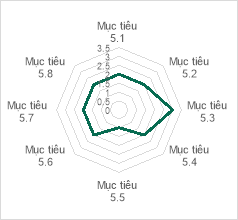 Mục tiêu
5.1
3.5
3
2.5
2
1.5
1
0.5
0
Mục tiêu
5.2
Mục tiêu
5.3
Mục tiêu
5.4
Mục tiêu
5.5
Mục tiêu
5.6
Mục tiêu
5.7
Mục tiêu
5.8